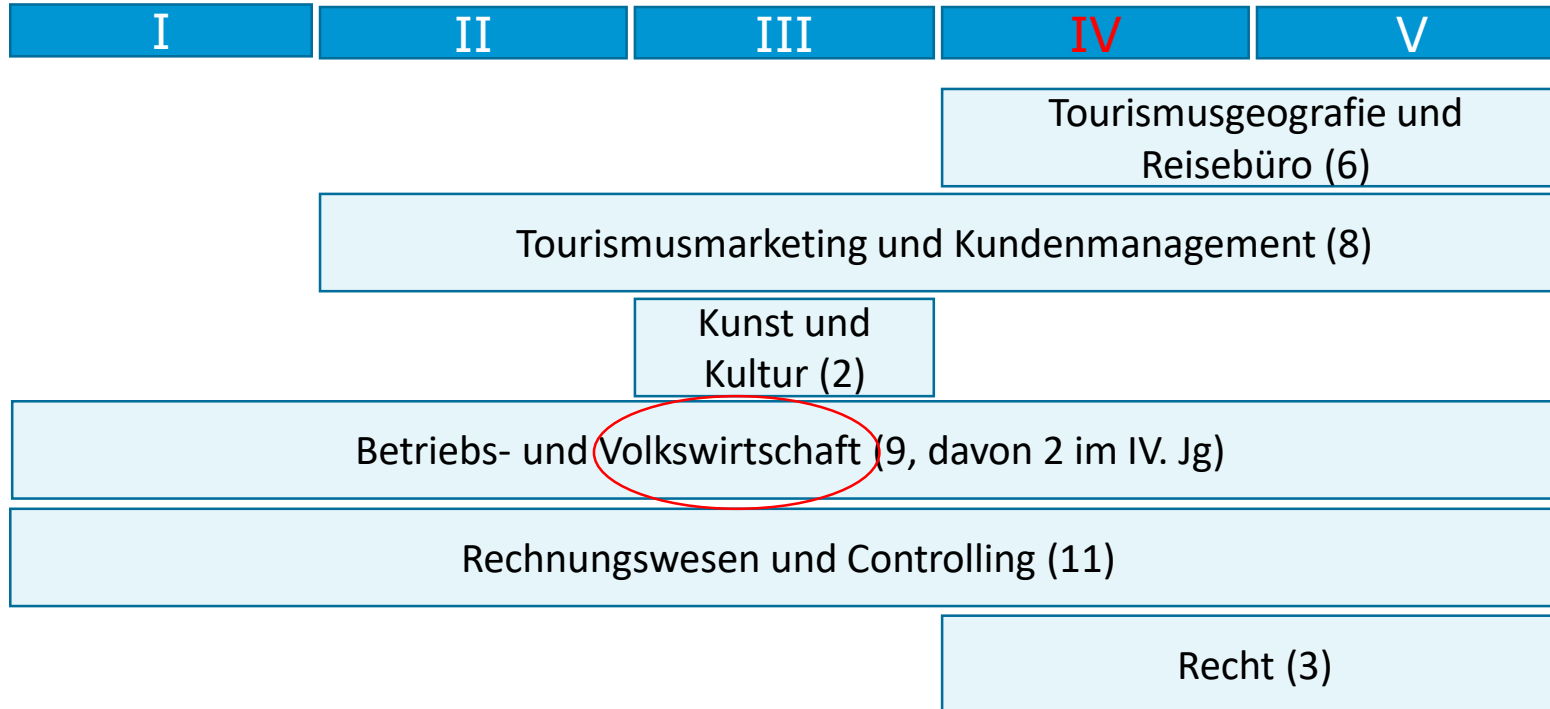 I II III IV V
Tourismusgeografie und
Reisebüro (6)
Tourismusmarketing und Kundenmanagement (8)
Kunst und
Kultur (2)
Betriebs- und Volkswirtschaft (9, davon 2 im IV. Jg)
Rechnungswesen und Controlling (11)
Recht (3)